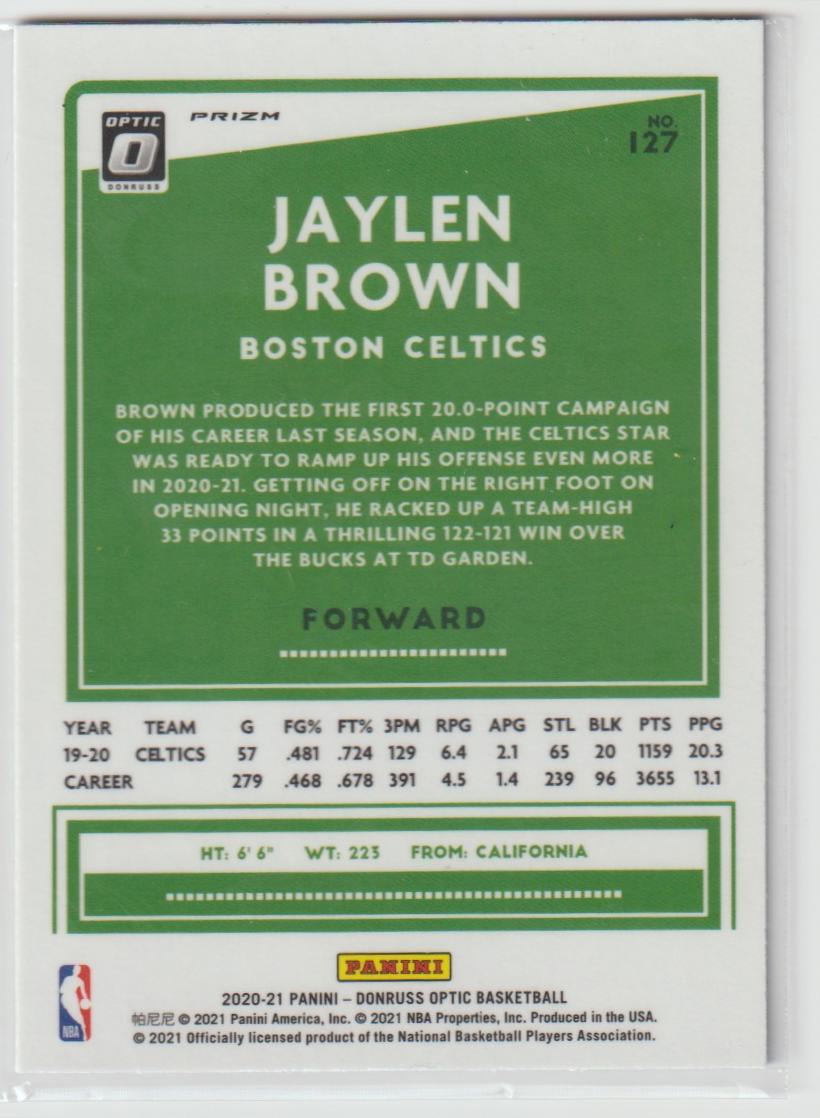 OPTIC
PRIZM
DONRUSS
NO.
127
JAYLEN
BROWN
BOSTON CELTICS
BROWN PRODUCED THE FIRST 20.0-POINT CAMPAIGN
OF HIS CAREER LAST SEASON, AND THE CELTICS STAR
WAS READY TO RAMP UP HIS OFFENSE EVEN MORE
IN 2020-21. GETTING OFF ON THE RIGHT FOOT ON
OPENING NIGHT, HE RACKED UP A TEAM-HIGH
33 POINTS IN A THRILLING 122-121 WIN OVER
THE BUCKS AT TD GARDEN.
FORWARD
YEAR TEAM G FG% FT% 3PM RPG APG STL BLK PTS PPG
19-20 CELTICS 57 .481 .724 129 6.4 2.1 65 20 1159 20.3
CAREER 279 .468 .678 391 4.5 1.4 239 96 3655 13.1
HT: 6' 6" WT: 223 FROM: CALIFORNIA
PANINI
NBA
2020-21 PANINI – DONRUSS OPTIC BASKETBALL
帕尼尼 © 2021 Panini America, Inc. © 2021 NBA Properties, Inc. Produced in the USA.
© 2021 Officially licensed product of the National Basketball Players Association.